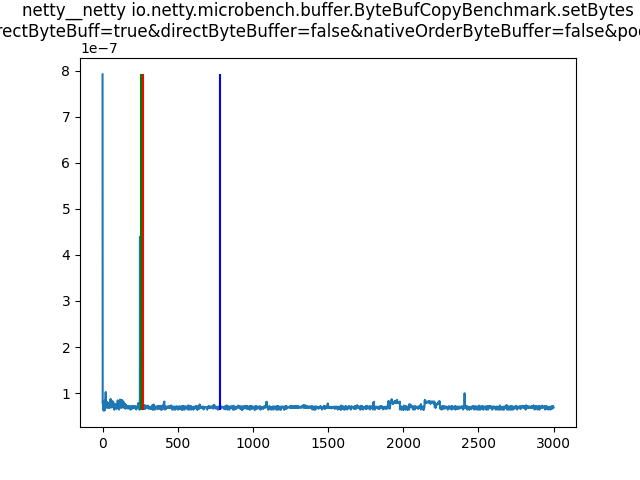 netty__netty io.netty.microbench.buffer.ByteBufCopyBenchmark.setBytes
rectByteBuff=true&directByteBuffer=false&nativeOrderByteBuffer=false&poo
1e−7
8
7
6
5
4
3
2
1
0 500 1000 1500 2000 2500 3000